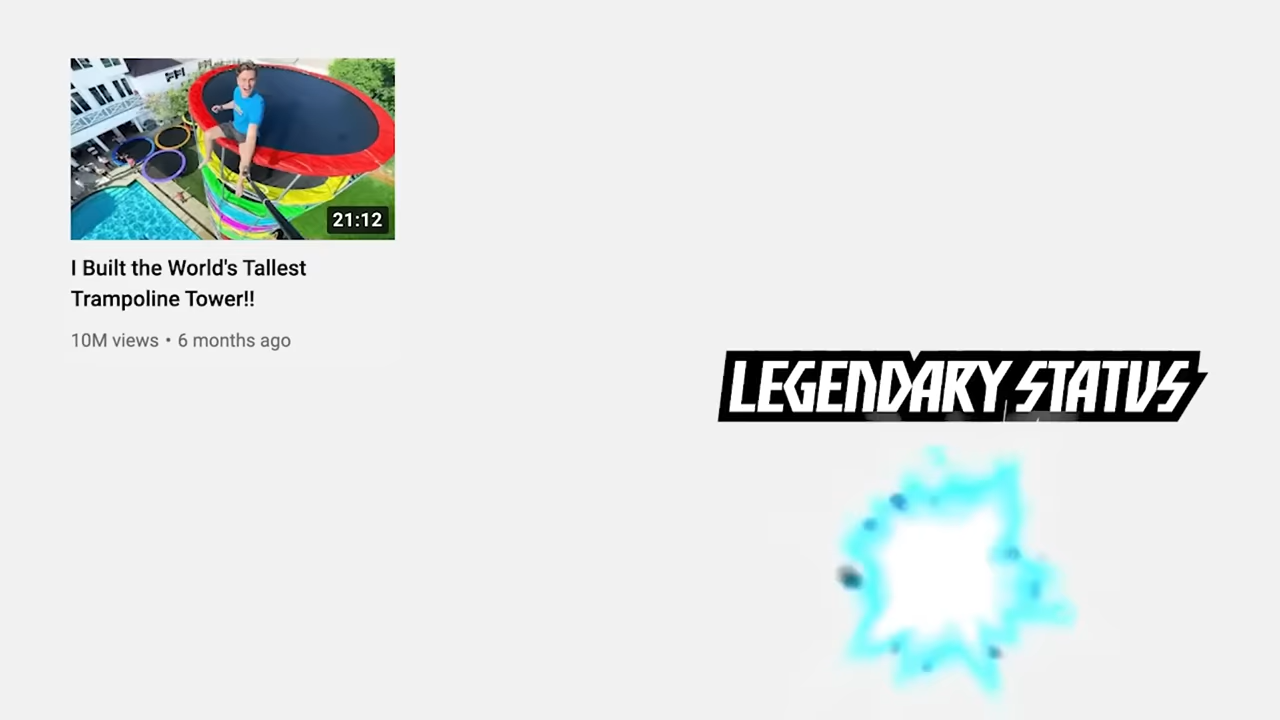 21:12
I Built the World's Tallest
Trampoline Tower!!
10M views • 6 months ago
LEGENDARY STATUS